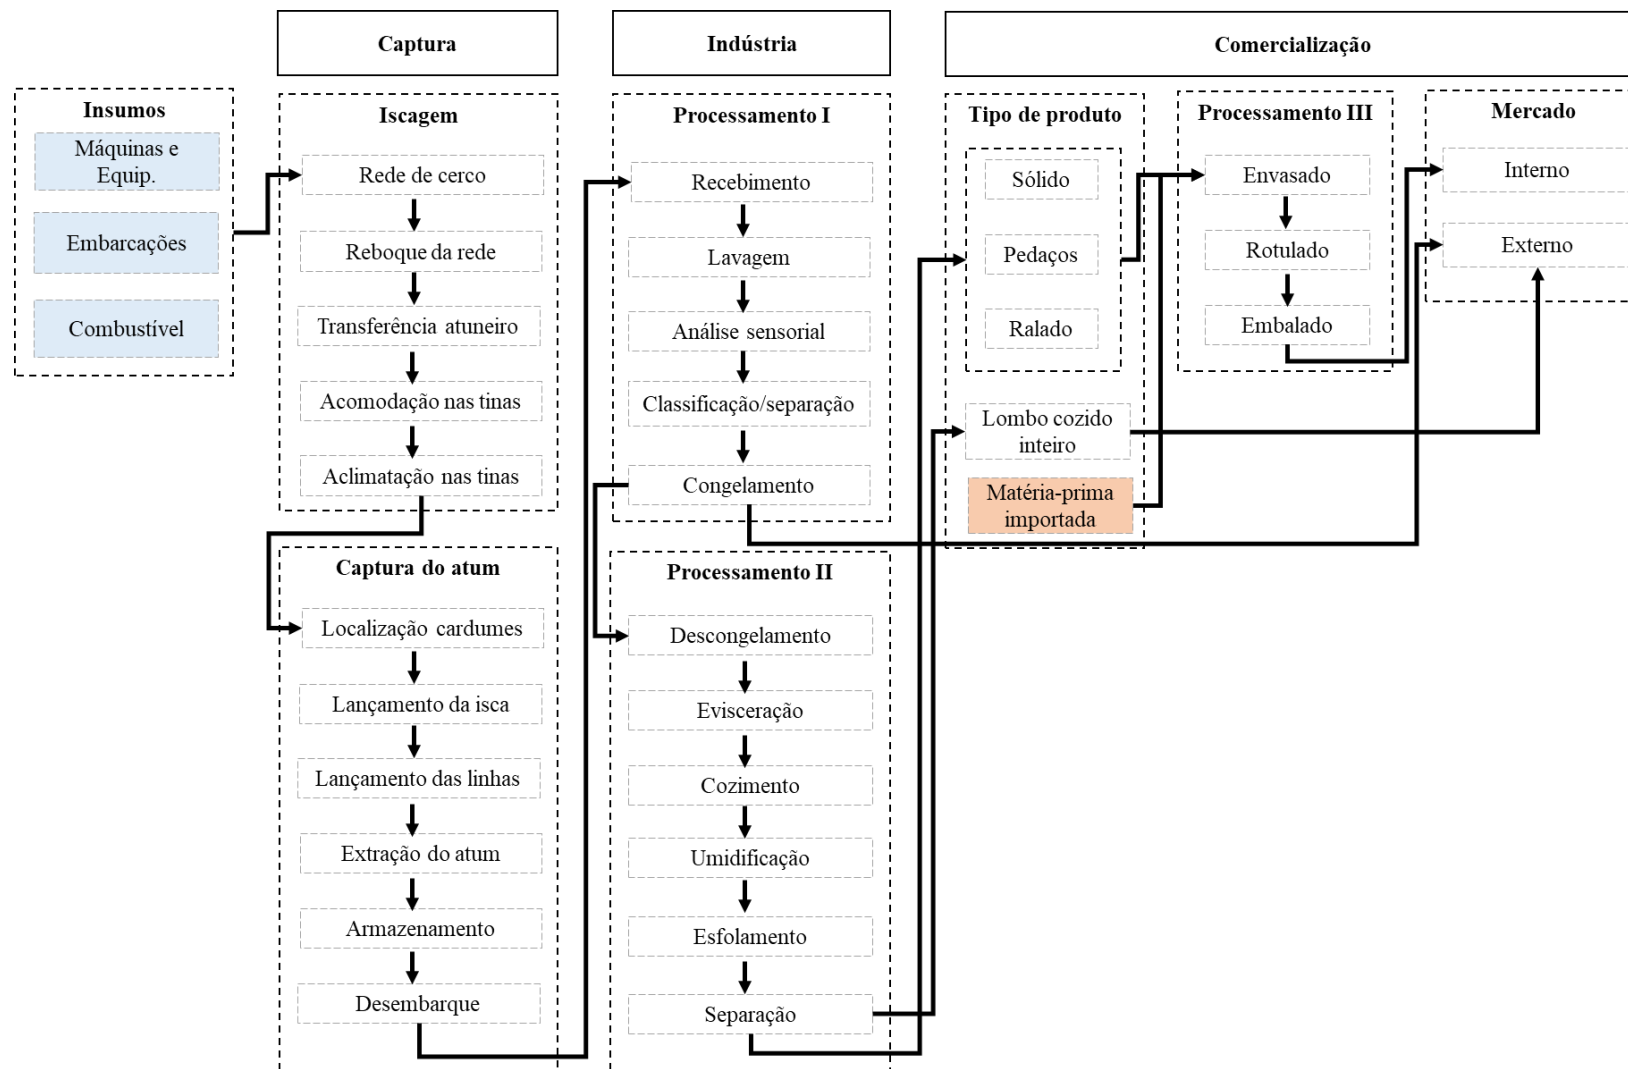 Captura
Indústria
Comercialização
Insumos
Máquinas e
Equip.
Embarcações
Combustível
Iscagem
Rede de cerco
Reboque da rede
Transferência atuneiro
Acomodação nas tinas
Aclimatação nas tinas
Captura do atum
Localização cardumes
Lançamento da isca
Lançamento das linhas
Extração do atum
Armazenamento
Desembarque
Processamento I
Recebimento
Lavagem
Análise sensorial
Classificação/separação
Congelamento
Processamento II
Descongelamento
Evisceração
Cozimento
Umidificação
Esfolamento
Separação
Tipo de produto
Sólido
Pedaços
Ralado
Lombo cozido
inteiro
Matéria-prima
importada
Processamento III
Envasado
Rotulado
Embalado
Mercado
Interno
Externo